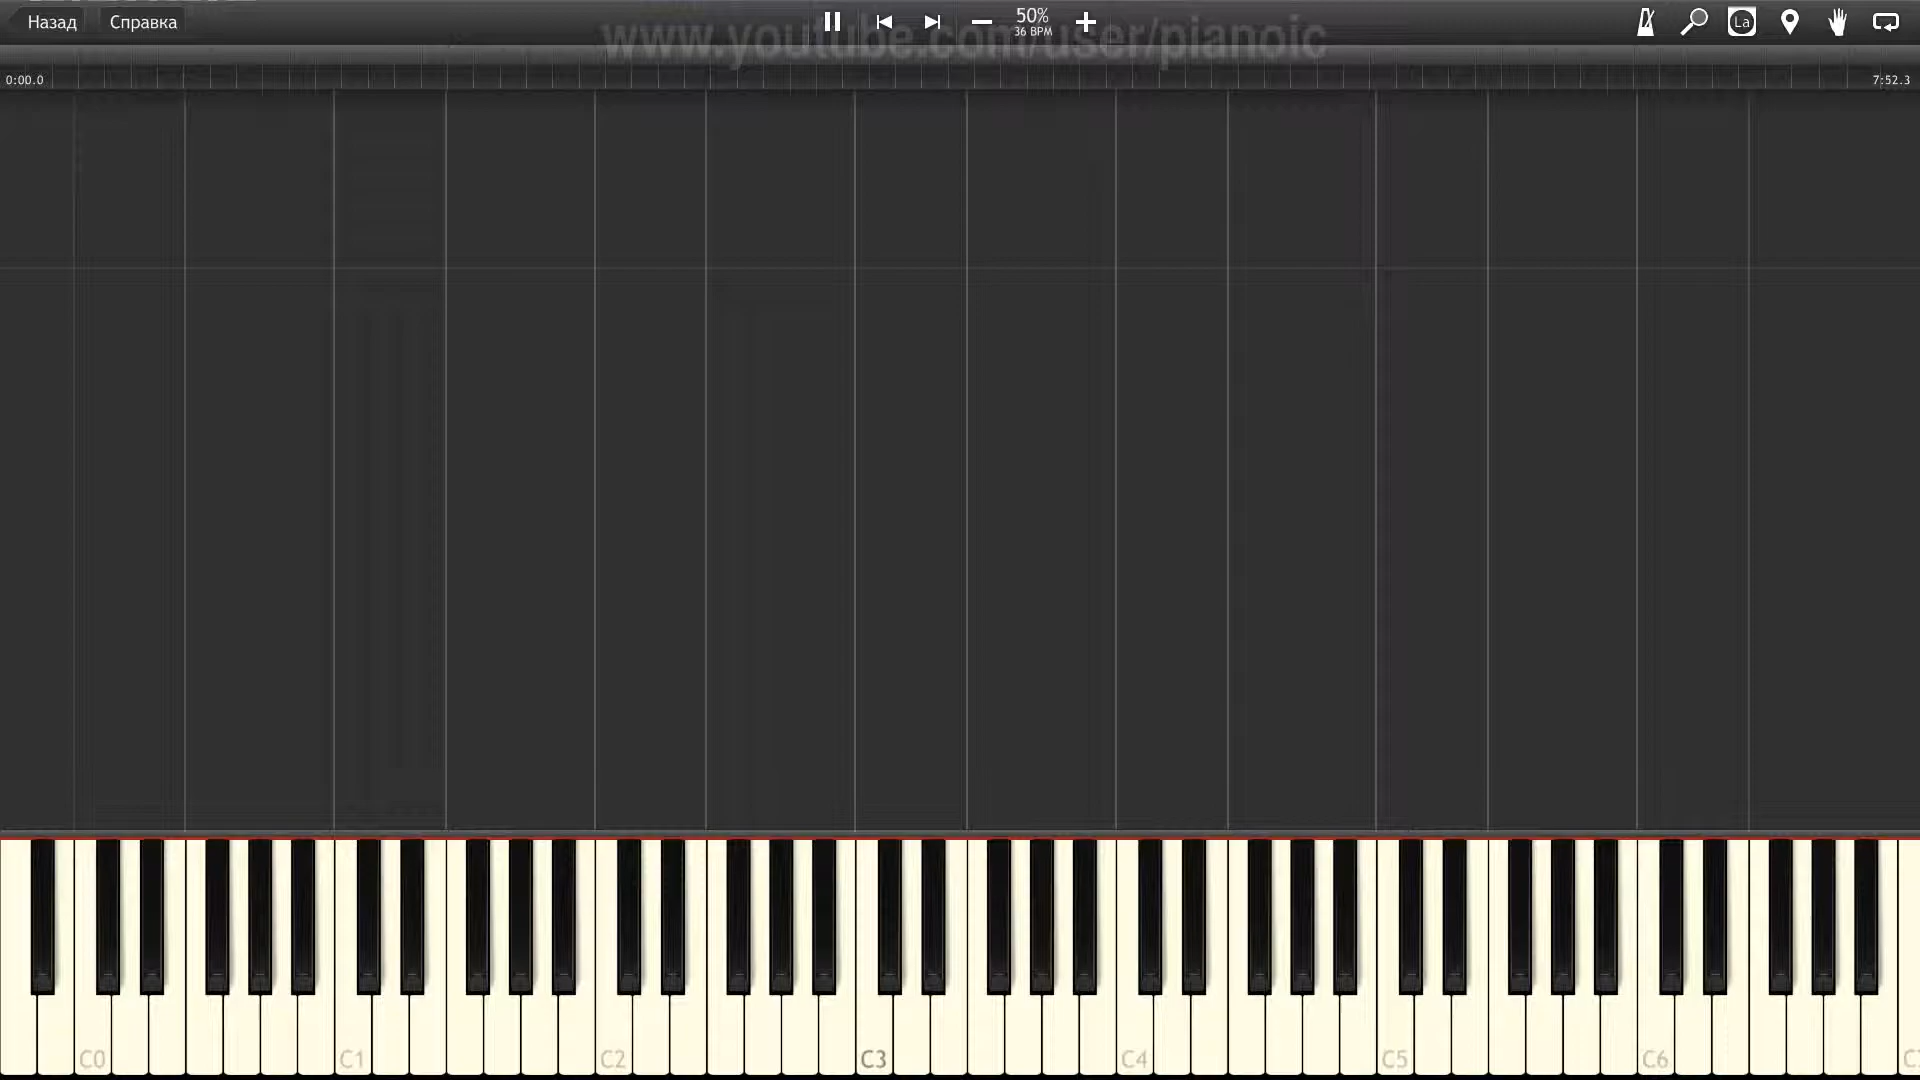 Назад Справка 50%
36 BPM
La
www.youtube.com/user/pianoic
0:00.0 7:52.3
C0 C1 C2 C3 C4 C5 C6